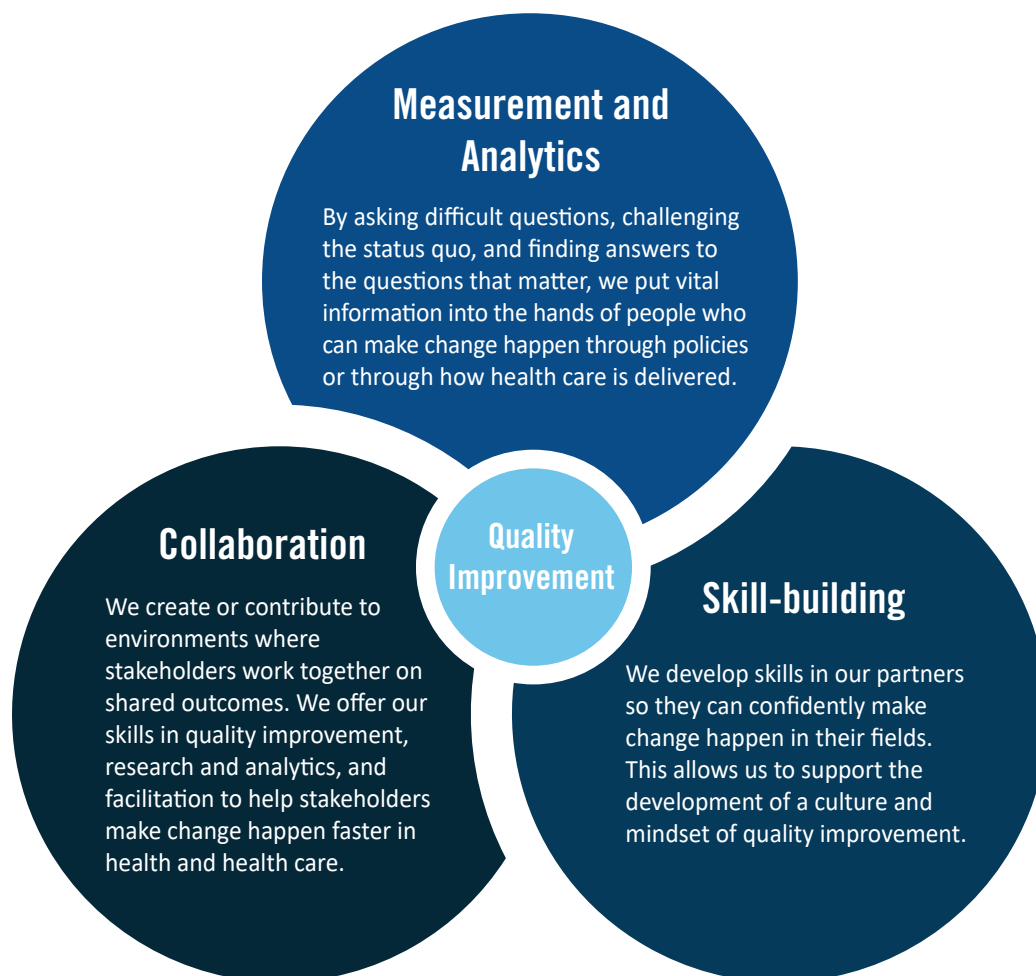 Measurement and
Analytics
By asking difficult questions, challenging
the status quo, and finding answers to
the questions that matter, we put vital
information into the hands of people who
can make change happen through policies
or through how health care is delivered.
Quality
Improvement
Collaboration
We create or contribute to
environments where
stakeholders work together on
shared outcomes. We offer our
skills in quality improvement,
research and analytics, and
facilitation to help stakeholders
make change happen faster in
health and health care.
Skill-building
We develop skills in our partners
so they can confidently make
change happen in their fields.
This allows us to support the
development of a culture and
mindset of quality improvement.